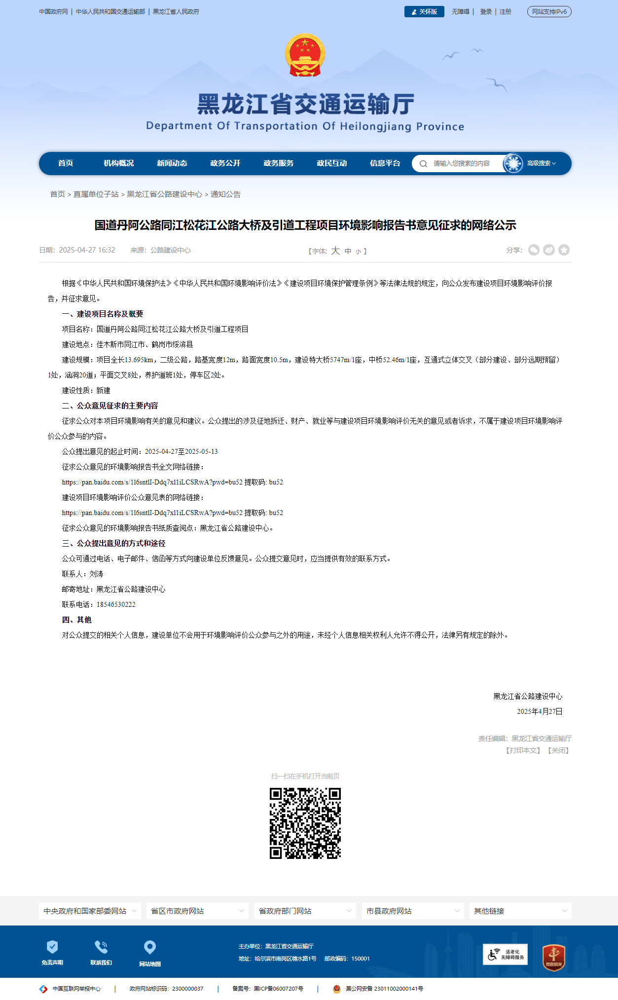 中国政府网 | 中华人民共和国交通运输部 | 黑龙江省人民政府
关怀版 无障碍 | 登录 | 注册 网站支持IPv6
黑龙江省交通运输厅
Department Of Transportation Of Heilongjiang Province
首页 机构概况 新闻动态 政务公开 政务服务 政民互动 信息平台 请输入您搜索的内容 高级搜索
首页 > 直属单位子站 > 黑龙江省公路建设中心 > 通知公告
国道丹阿公路同江松花江公路大桥及引道工程项目环境影响报告书意见征求的网络公示
日期：2025-04-27 16:32 来源：公路建设中心 【字体: 大 中 小 】 分享：
根据《中华人民共和国环境保护法》《中华人民共和国环境影响评价法》《建设项目环境保护管理条例》等法律法规的规定，向公众发布建设项目环境影响评价报
告，并征求意见。
一、建设项目名称及概要
项目名称：国道丹阿公路同江松花江公路大桥及引道工程项目
建设地点：佳木斯市同江市、鹤岗市绥滨县
建设规模：项目全长13.695km，二级公路，路基宽度12m，路面宽度10.5m，建设特大桥5747m/1座，中桥52.46m/1座，互通式立体交叉（部分建设、部分远期预留）
1处，涵洞20道；平面交叉8处，养护道班1处，停车区2处。
建设性质：新建
二、公众意见征求的主要内容
征求公众对本项目环境影响有关的意见和建议。公众提出的涉及征地拆迁、财产、就业等与建设项目环境影响评价无关的意见或者诉求，不属于建设项目环境影响评
价公众参与的内容。
公众提出意见的起止时间：2025-04-27至2025-05-13
征求公众意见的环境影响报告书全文网络链接：
https://pan.baidu.com/s/1l6sntlI-Ddq7xl1iLCSRwA?pwd=bu52 提取码: bu52
建设项目环境影响评价公众意见表的网络链接：
https://pan.baidu.com/s/1l6sntlI-Ddq7xl1iLCSRwA?pwd=bu52 提取码: bu52
征求公众意见的环境影响报告书纸质查阅点：黑龙江省公路建设中心。
三、公众提出意见的方式和途径
公众可通过电话、电子邮件、信函等方式向建设单位反馈意见。公众提交意见时，应当提供有效的联系方式。
联系人：刘涛
邮寄地址：黑龙江省公路建设中心
联系电话：18546530222
四、其他
对公众提交的相关个人信息，建设单位不会用于环境影响评价公众参与之外的用途，未经个人信息相关权利人允许不得公开，法律另有规定的除外。
黑龙江省公路建设中心
2025年4月27日
责任编辑：黑龙江省交通运输厅
【打印本文】 【关闭】
扫一扫在手机打开当前页
中央政府和国家部委网站 省区市政府网站 省政府部门网站 市县政府网站 其他链接
免责声明 联系我们 网站地图
主办单位：黑龙江省交通运输厅
地址：哈尔滨市南岗区赣水路1号 邮政编码：150001
适老化
无障碍服务
党政机关
中国互联网举报中心 | 政府网站标识码：2300000037 | 备案号：黑ICP备06007207号 | 黑公网安备 23011002000141号